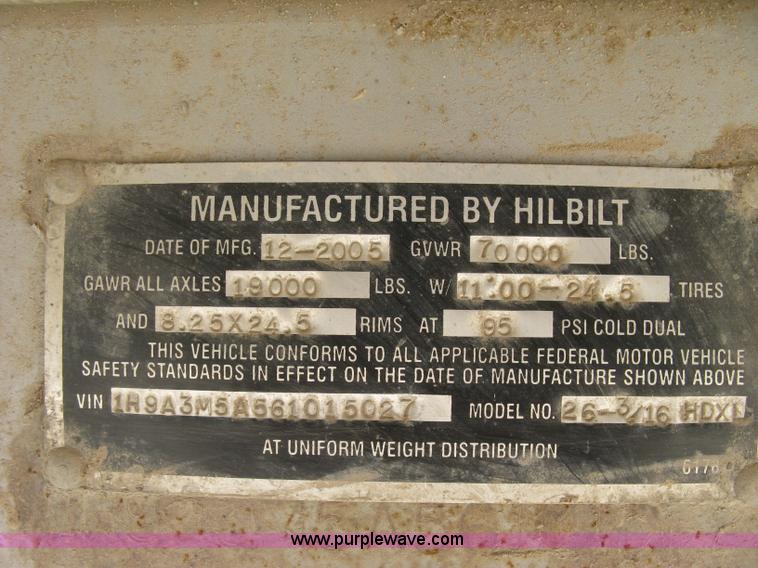 MANUFACTURED BY HILBILT
DATE OF MFG. 12-2005 GVWR 70000 LBS.
GAWR ALL AXLES 19000 LBS. W/ 11:00-24.5 TIRES
AND 8.25X24.5 RIMS AT 95 PSI COLD DUAL
THIS VEHICLE CONFORMS TO ALL APPLICABLE FEDERAL MOTOR VEHICLE
SAFETY STANDARDS IN EFFECT ON THE DATE OF MANUFACTURE SHOWN ABOVE
VIN 1H9A3M5A561015027 MODEL NO. 26-3/16 HDXL
AT UNIFORM WEIGHT DISTRIBUTION
www.purplewave.com